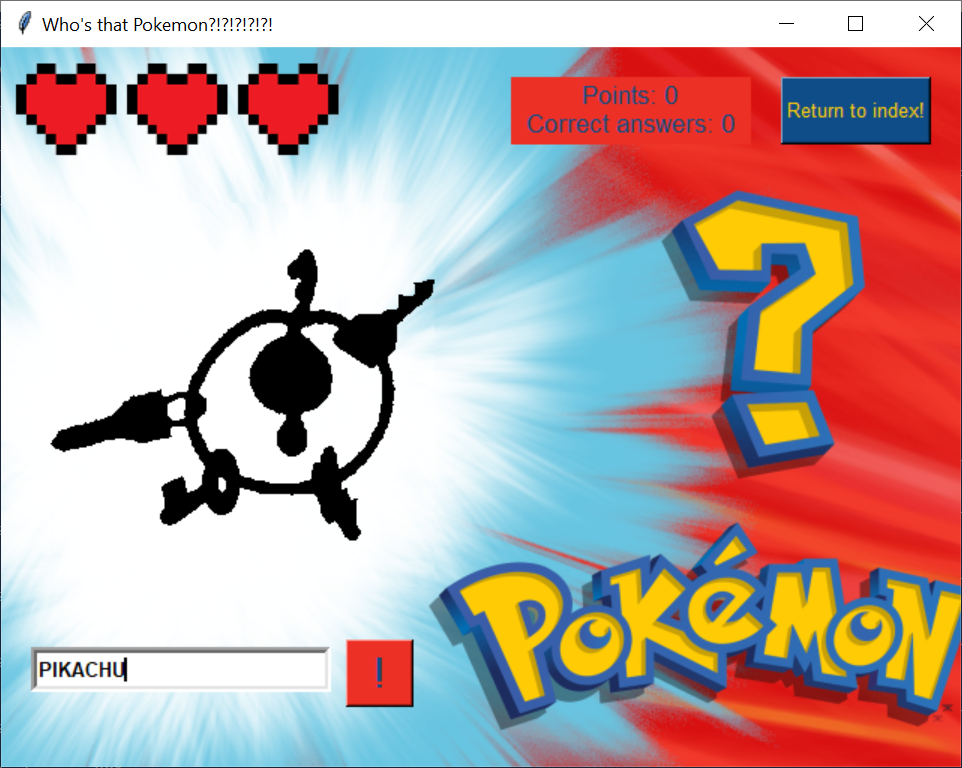 Who's that Pokemon?!?!?!?!?!
Points: 0
Correct answers: 0
Return to index!
?
PIKACHU
!
POKéMON